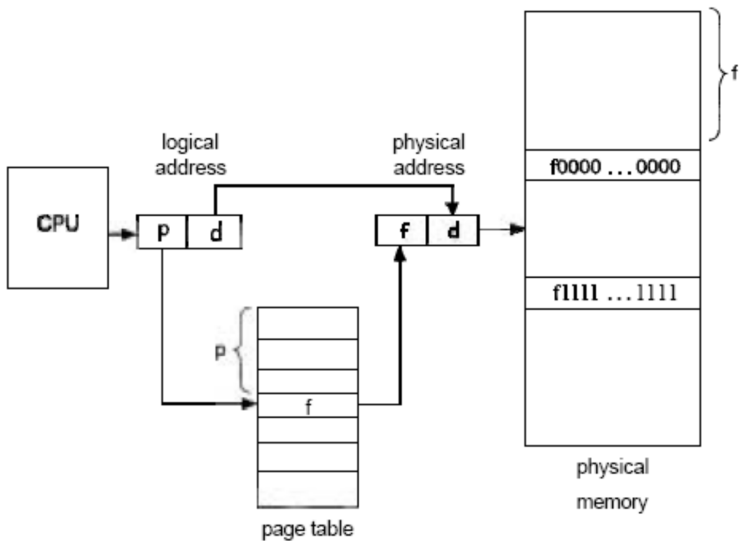 f
logical
address
physical
address
f0000 ... 0000
CPU
p
d
f
d
f1111 ... 1111
p
f
physical
memory
page table